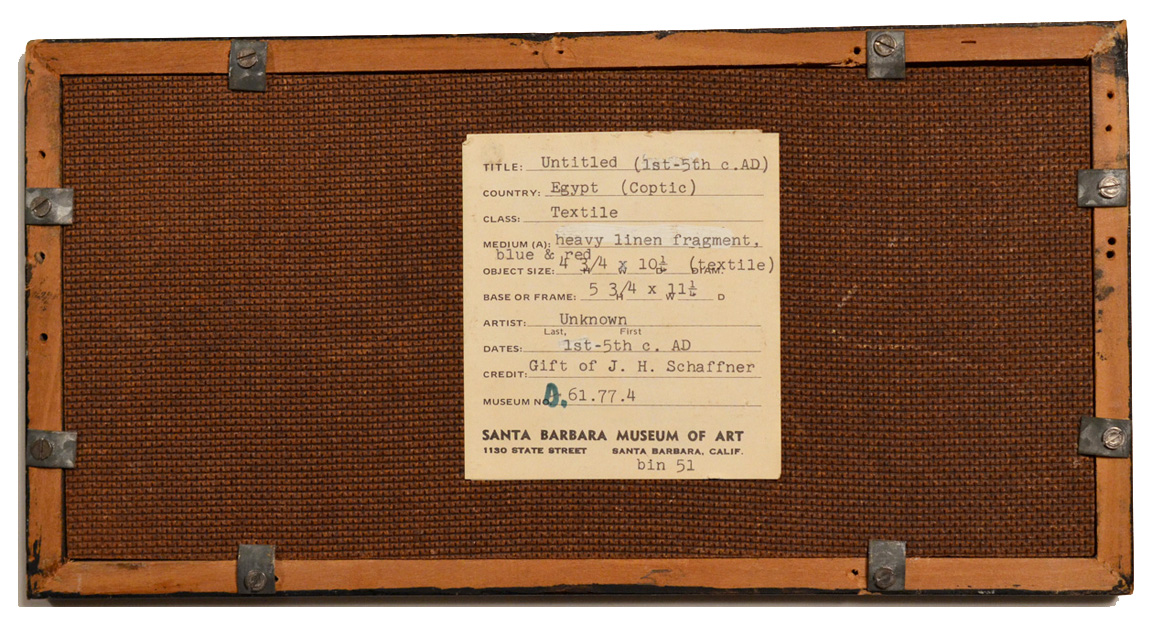 TITLE: Untitled (1st-5th c.AD)
COUNTRY: Egypt (Coptic)
CLASS: Textile
MEDIUM (A): heavy linen fragment,
blue & red
OBJECT SIZE: 4 3/4 x 10½ (textile)
H W D DIAM.
BASE OR FRAME: 5 3/4 x 11½
H W D
ARTIST: Unknown
Last, First
DATES: 1st-5th c. AD
CREDIT: Gift of J. H. Schaffner
MUSEUM NO. D. 61.77.4
SANTA BARBARA MUSEUM OF ART
1130 STATE STREET SANTA BARBARA, CALIF.
bin 51